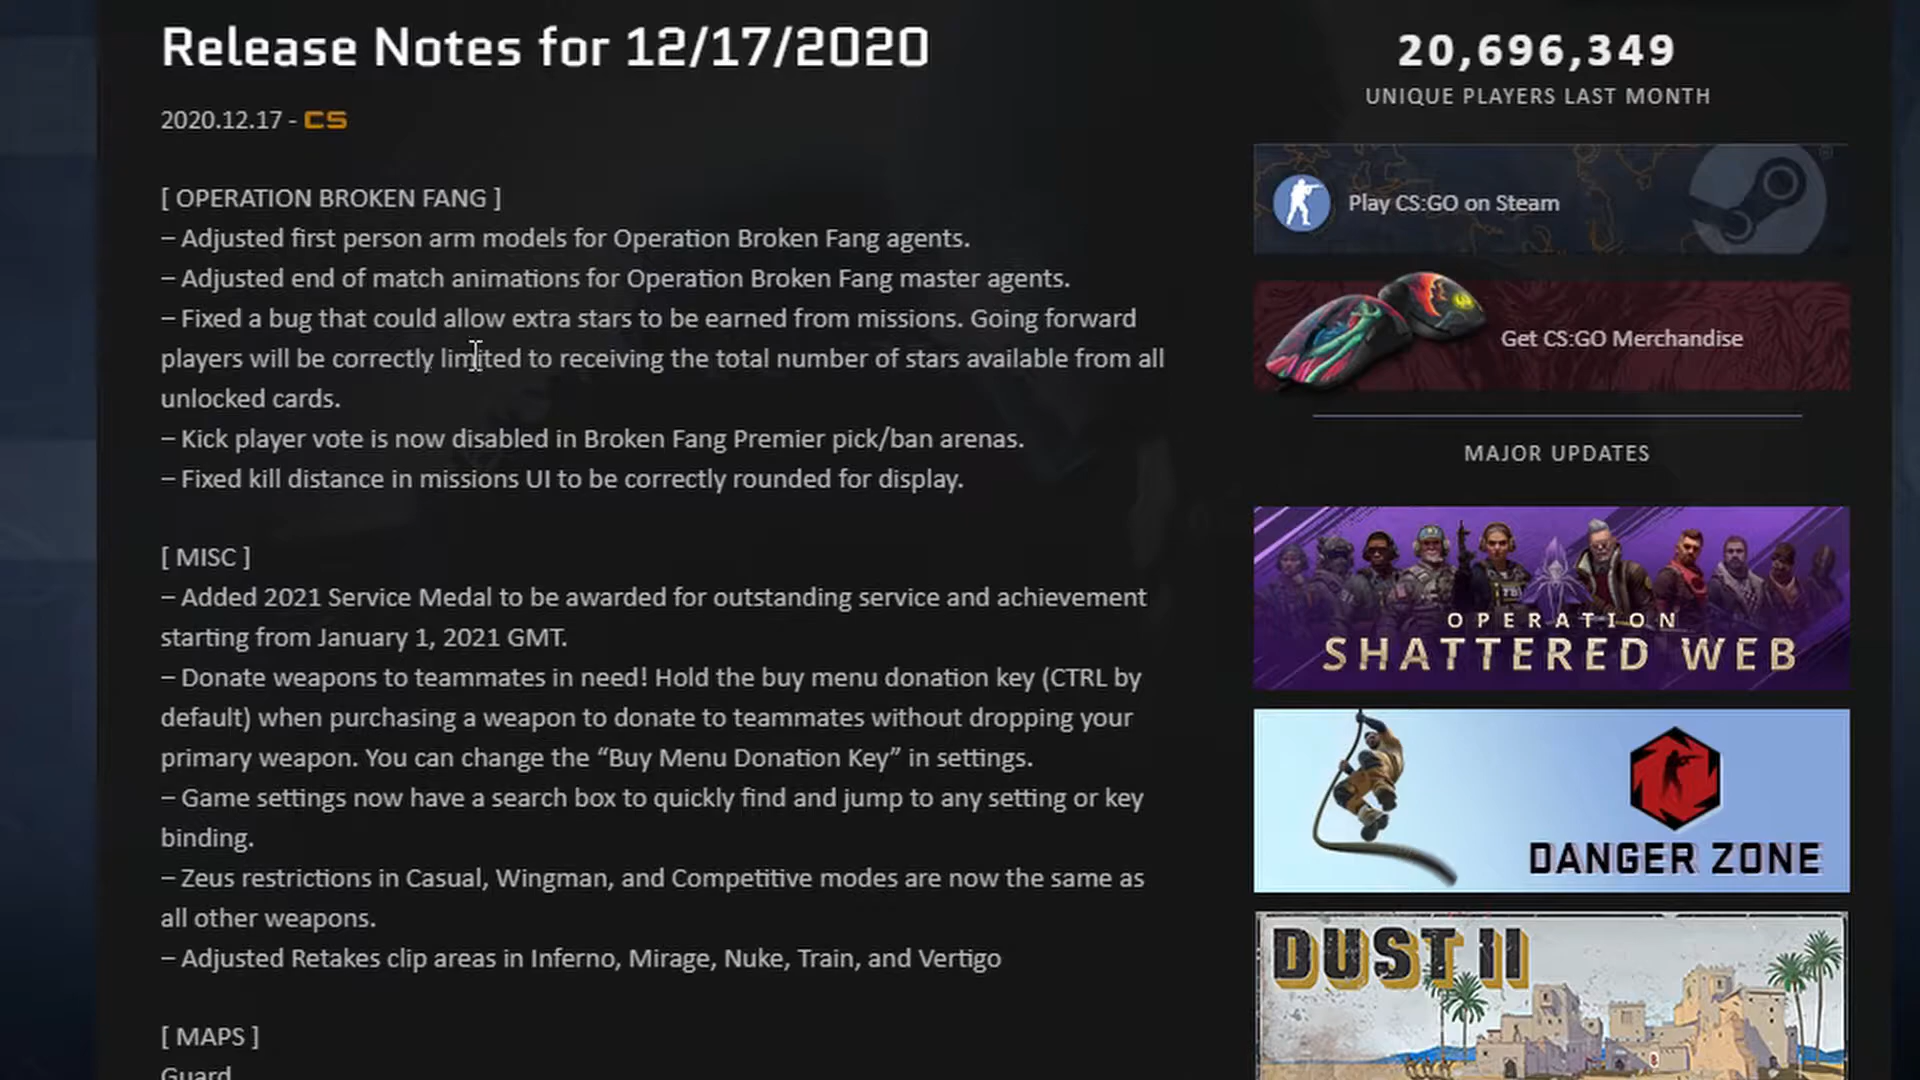 Release Notes for 12/17/2020
2020.12.17 - CS
[ OPERATION BROKEN FANG ]
– Adjusted first person arm models for Operation Broken Fang agents.
– Adjusted end of match animations for Operation Broken Fang master agents.
– Fixed a bug that could allow extra stars to be earned from missions. Going forward
players will be correctly limited to receiving the total number of stars available from all
unlocked cards.
– Kick player vote is now disabled in Broken Fang Premier pick/ban arenas.
– Fixed kill distance in missions UI to be correctly rounded for display.
[ MISC ]
– Added 2021 Service Medal to be awarded for outstanding service and achievement
starting from January 1, 2021 GMT.
– Donate weapons to teammates in need! Hold the buy menu donation key (CTRL by
default) when purchasing a weapon to donate to teammates without dropping your
primary weapon. You can change the “Buy Menu Donation Key” in settings.
– Game settings now have a search box to quickly find and jump to any setting or key
binding.
– Zeus restrictions in Casual, Wingman, and Competitive modes are now the same as
all other weapons.
– Adjusted Retakes clip areas in Inferno, Mirage, Nuke, Train, and Vertigo
[ MAPS ]
Guard
20,696,349
UNIQUE PLAYERS LAST MONTH
Play CS:GO on Steam
Get CS:GO Merchandise
MAJOR UPDATES
OPERATION
SHATTERED WEB
DANGER ZONE
DUST II